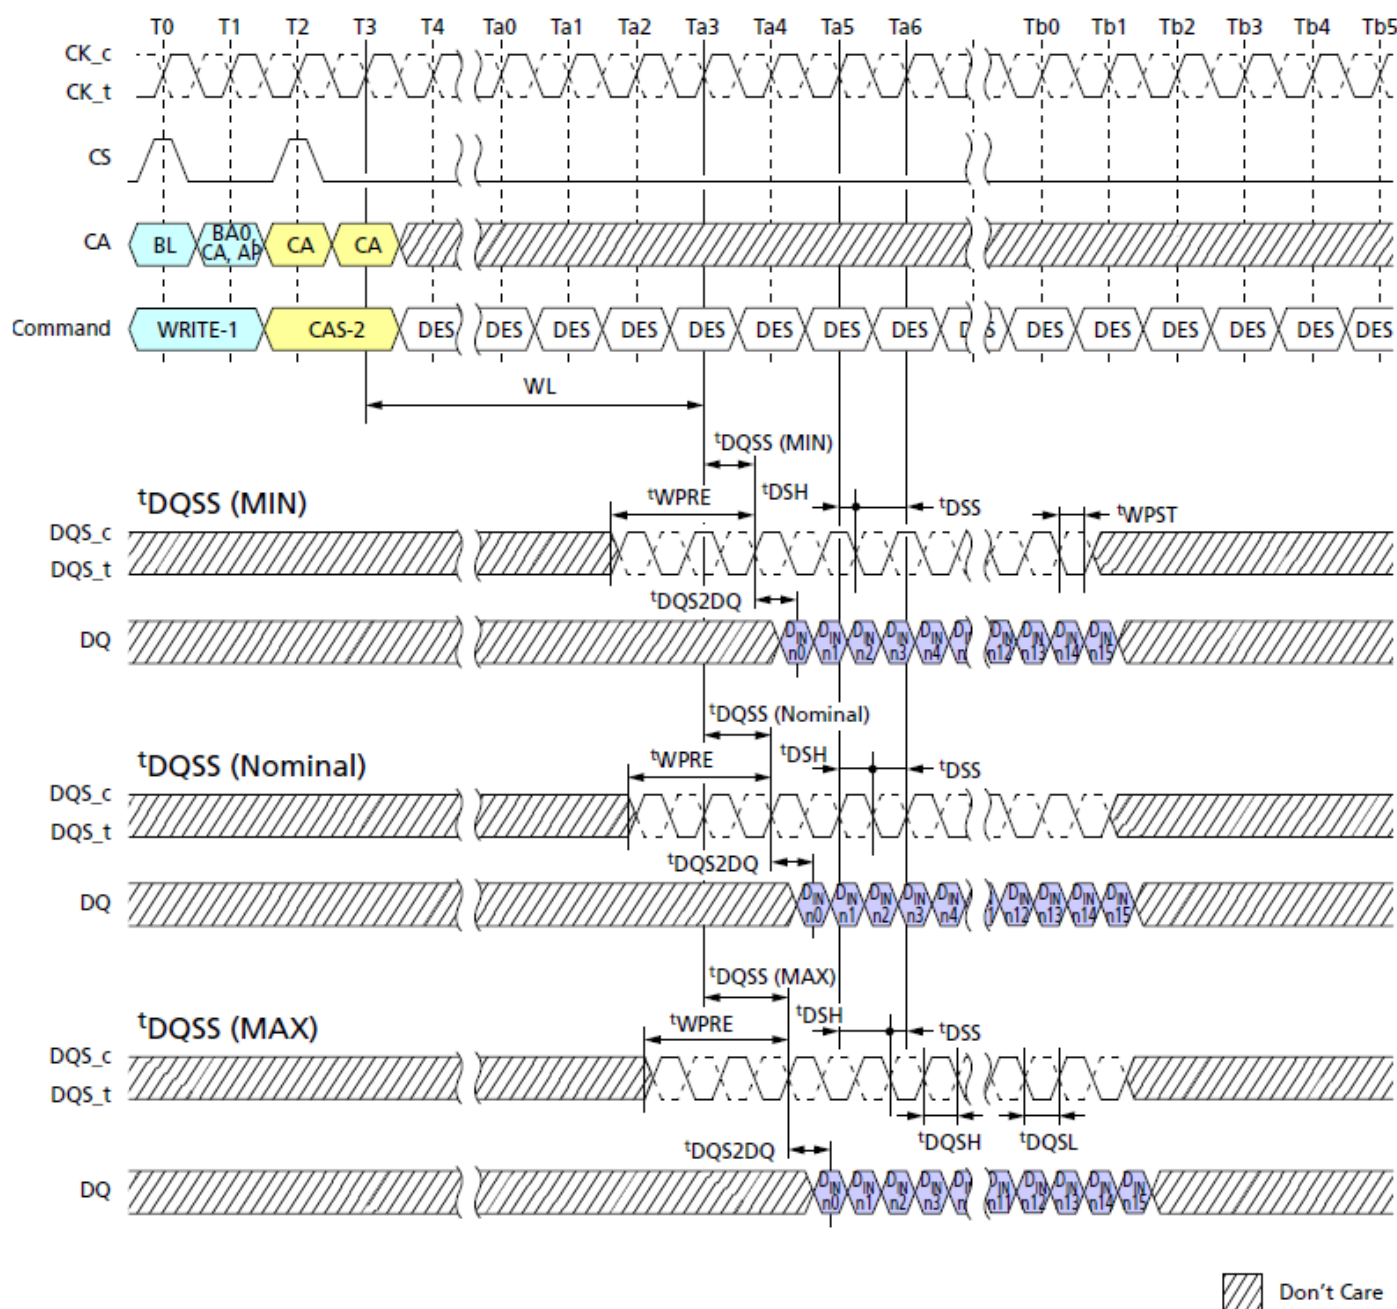 T0 T1 T2 T3 T4 Ta0 Ta1 Ta2 Ta3 Ta4 Ta5 Ta6 Tb0 Tb1 Tb2 Tb3 Tb4 Tb5
CK_c
CK_t
CS
CA BL BA0, CA, AP CA CA
Command WRITE-1 CAS-2 DES DES DES DES DES DES DES DES DES DES DES DES DES DES
WL
tDQSS (MIN)
tDQSS (MIN) tWPRE tDSH tDSS tWPST
DQS_c
DQS_t
tDQS2DQ
DQ DIN n0 DIN n1 DIN n2 DIN n3 DIN n4 DIN n12 DIN n13 DIN n14 DIN n15
tDQSS (Nominal)
tDQSS (Nominal) tWPRE tDSH tDSS
DQS_c
DQS_t
tDQS2DQ
DQ DIN n0 DIN n1 DIN n2 DIN n3 DIN n4 DIN n12 DIN n13 DIN n14 DIN n15
tDQSS (MAX)
tDQSS (MAX) tWPRE tDSH tDSS
DQS_c
DQS_t
tDQSH tDQSL
tDQS2DQ
DQ DIN n0 DIN n1 DIN n2 DIN n3 DIN n11 DIN n12 DIN n13 DIN n14 DIN n15
Don't Care